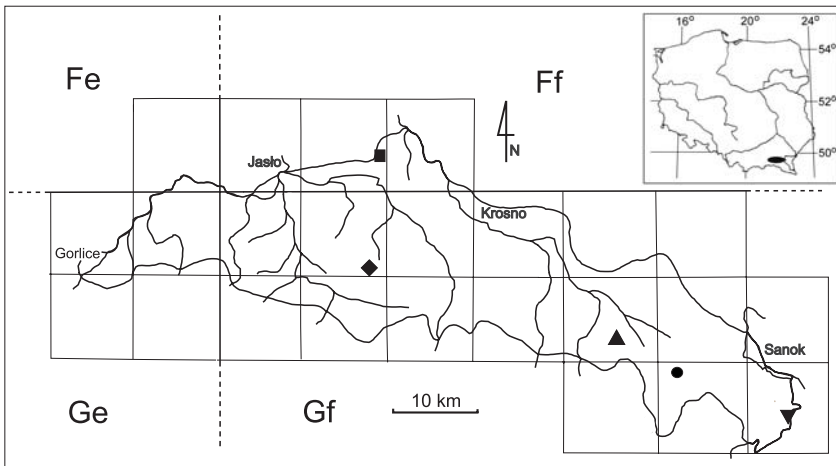 16° 20° 24°
54°
52°
50°
Fe
Ff
N
Jasło
Krosno
Gorlice
Sanok
Ge
Gf
10 km